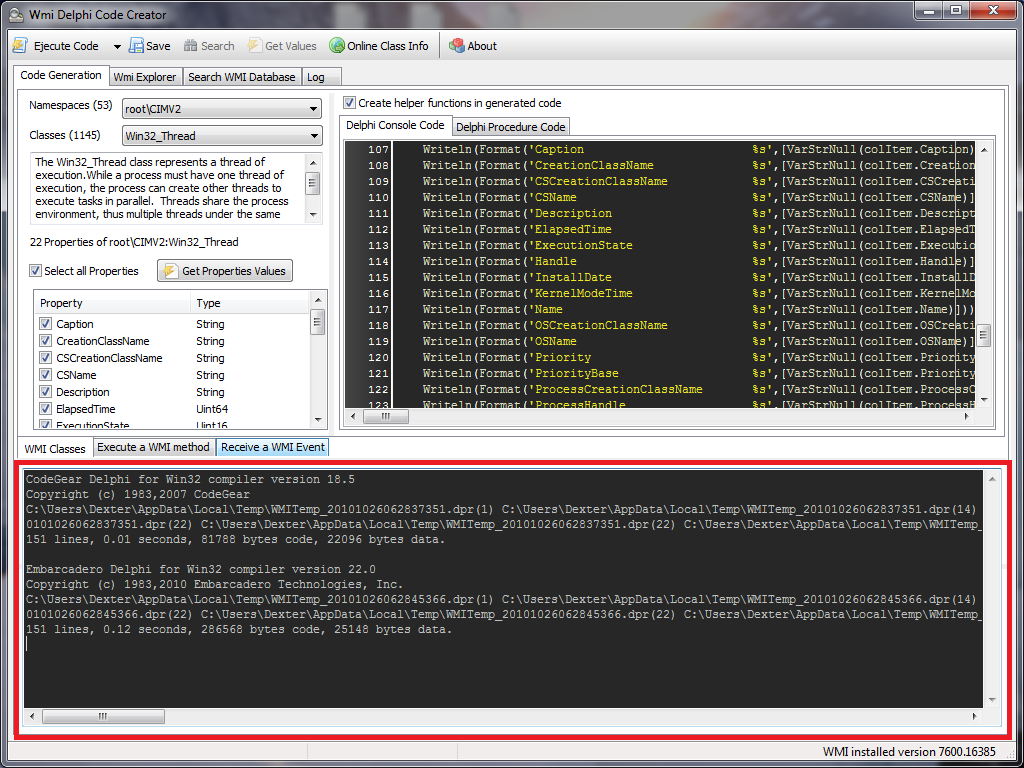 Wmi Delphi Code Creator
Ejecute Code Save Search Get Values Online Class Info About
Code Generation Wmi Explorer Search WMI Database Log
Namespaces (53) root\CIMV2
Classes (1145) Win32_Thread
The Win32_Thread class represents a thread of
execution.While a process must have one thread of
execution, the process can create other threads to
execute tasks in parallel. Threads share the process
environment, thus multiple threads under the same
22 Properties of root\CIMV2:Win32_Thread
Select all Properties Get Properties Values
Property Type
Caption String
CreationClassName String
CSCreationClassName String
CSName String
Description String
ElapsedTime Uint64
ExecutionState Uint16
Create helper functions in generated code
Delphi Console Code Delphi Procedure Code
107 Writeln(Format('Caption %s',[VarStrNull(colItem.Caption)
108 Writeln(Format('CreationClassName %s',[VarStrNull(colItem.Creation
109 Writeln(Format('CSCreationClassName %s',[VarStrNull(colItem.CSCreati
110 Writeln(Format('CSName %s',[VarStrNull(colItem.CSName)]
111 Writeln(Format('Description %s',[VarStrNull(colItem.Descript
112 Writeln(Format('ElapsedTime %s',[VarStrNull(colItem.ElapsedT
113 Writeln(Format('ExecutionState %s',[VarStrNull(colItem.Executio
114 Writeln(Format('Handle %s',[VarStrNull(colItem.Handle)]
115 Writeln(Format('InstallDate %s',[VarStrNull(colItem.InstallD
116 Writeln(Format('KernelModeTime %s',[VarStrNull(colItem.KernelMo
117 Writeln(Format('Name %s',[VarStrNull(colItem.Name)]))
118 Writeln(Format('OSCreationClassName %s',[VarStrNull(colItem.OSCreati
119 Writeln(Format('OSName %s',[VarStrNull(colItem.OSName)]
120 Writeln(Format('Priority %s',[VarStrNull(colItem.Priority
121 Writeln(Format('PriorityBase %s',[VarStrNull(colItem.Priority
122 Writeln(Format('ProcessCreationClassName %s',[VarStrNull(colItem.ProcessC
123 Writeln(Format('ProcessHandle %s',[VarStrNull(colItem.ProcessH
WMI Classes Execute a WMI method Receive a WMI Event
CodeGear Delphi for Win32 compiler version 18.5
Copyright (c) 1983,2007 CodeGear
C:\Users\Dexter\AppData\Local\Temp\WMITemp_20101026062837351.dpr(1) C:\Users\Dexter\AppData\Local\Temp\WMITemp_20101026062837351.dpr(14)
0101026062837351.dpr(22) C:\Users\Dexter\AppData\Local\Temp\WMITemp_20101026062837351.dpr(22) C:\Users\Dexter\AppData\Local\Temp\WMITemp_
151 lines, 0.01 seconds, 81788 bytes code, 22096 bytes data.
Embarcadero Delphi for Win32 compiler version 22.0
Copyright (c) 1983,2010 Embarcadero Technologies, Inc.
C:\Users\Dexter\AppData\Local\Temp\WMITemp_20101026062845366.dpr(1) C:\Users\Dexter\AppData\Local\Temp\WMITemp_20101026062845366.dpr(14)
0101026062845366.dpr(22) C:\Users\Dexter\AppData\Local\Temp\WMITemp_20101026062845366.dpr(22) C:\Users\Dexter\AppData\Local\Temp\WMITemp_
151 lines, 0.12 seconds, 286568 bytes code, 25148 bytes data.
WMI installed version 7600.16385